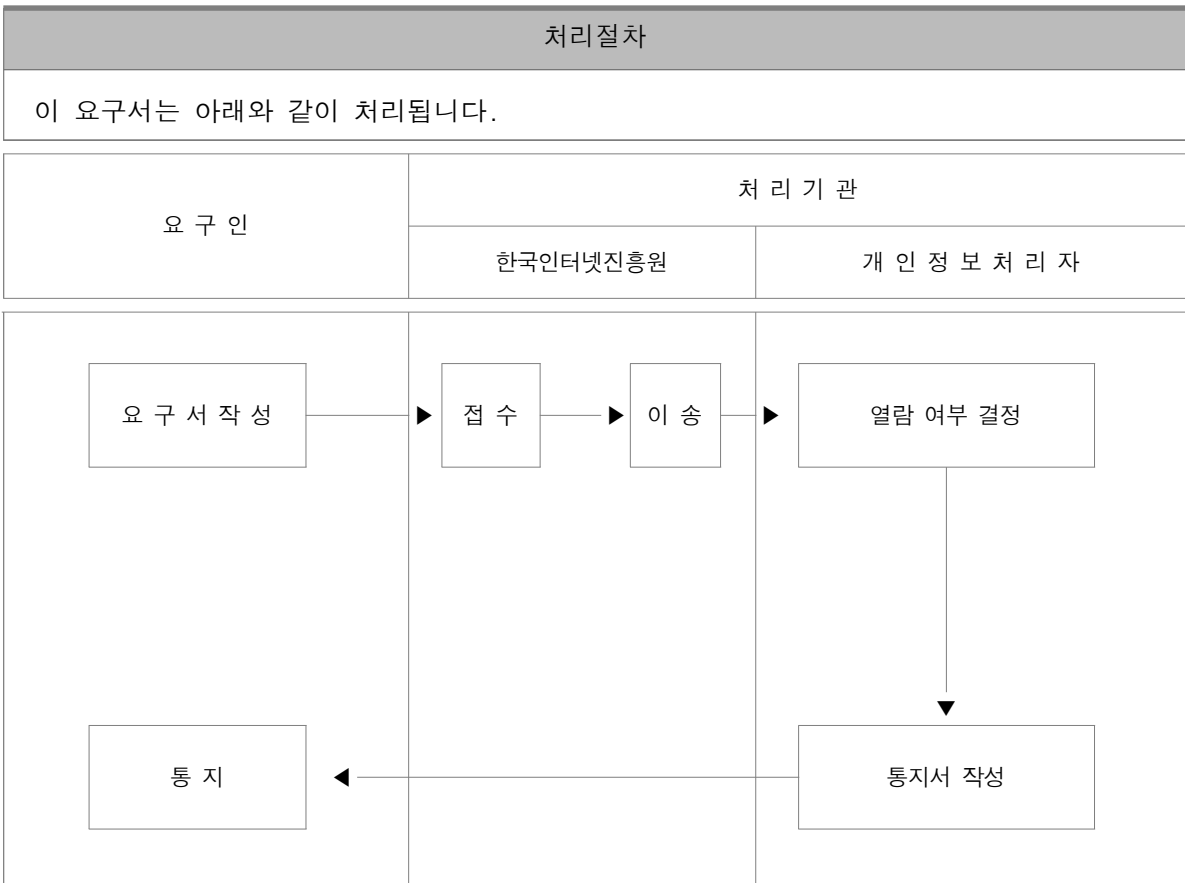 처리절차
이 요구서는 아래와 같이 처리됩니다.
요 구 인
처 리 기 관
한국인터넷진흥원
개 인 정 보 처 리 자
요 구 서 작 성
접 수
이 송
열람 여부 결정
통 지
통지서 작성